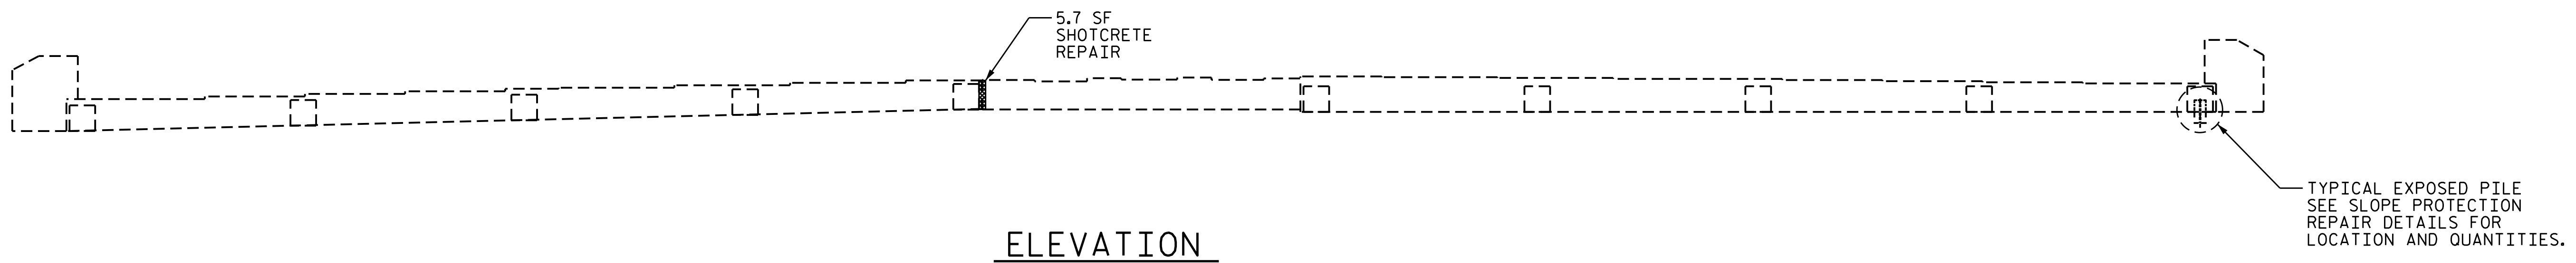 5.7 SF
SHOTCRETE
REPAIR
TYPICAL EXPOSED PILE
SEE SLOPE PROTECTION
REPAIR DETAILS FOR
LOCATION AND QUANTITIES.
ELEVATION